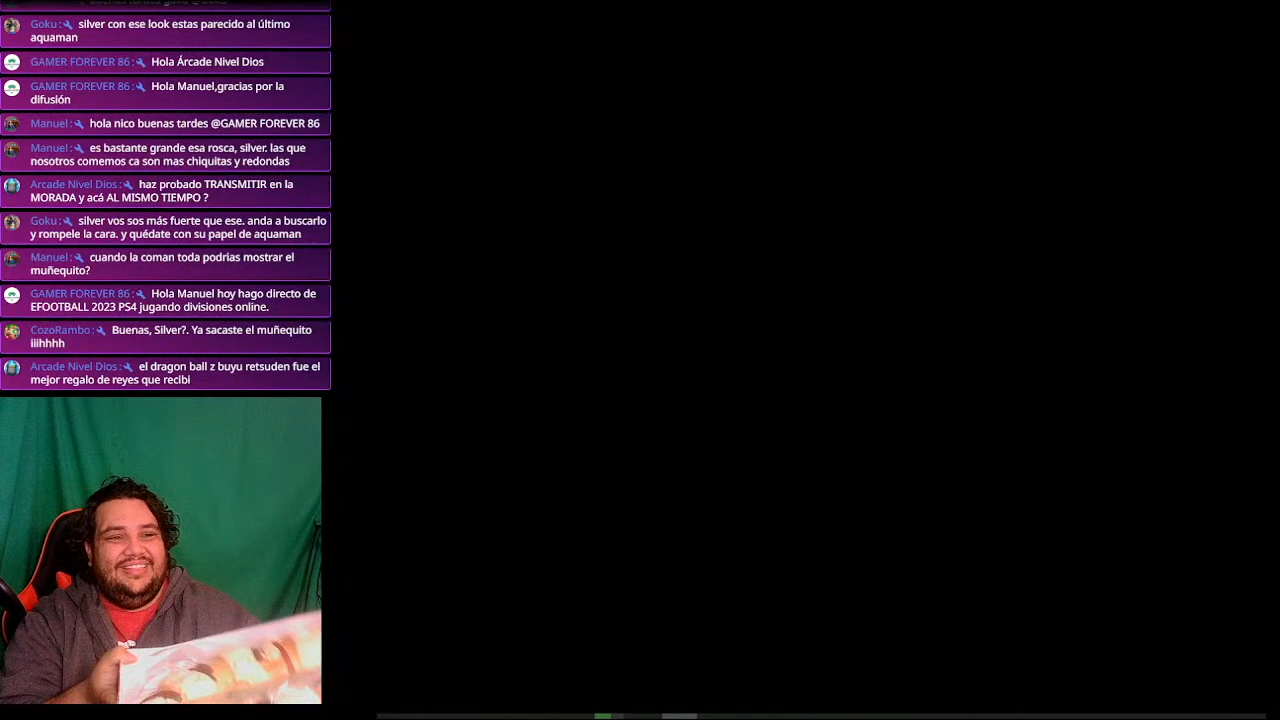 Goku: silver con ese look estas parecido al último
aquaman
GAMER FOREVER 86: Hola Árcade Nivel Dios
GAMER FOREVER 86: Hola Manuel,gracias por la
difusión
Manuel: hola nico buenas tardes @GAMER FOREVER 86
Manuel: es bastante grande esa rosca, silver. las que
nosotros comemos ca son mas chiquitas y redondas
Arcade Nivel Dios: haz probado TRANSMITIR en la
MORADA y acá AL MISMO TIEMPO ?
Goku: silver vos sos más fuerte que ese. anda a buscarlo
y rompele la cara. y quédate con su papel de aquaman
Manuel: cuando la coman toda podrias mostrar el
muñequito?
GAMER FOREVER 86: Hola Manuel hoy hago directo de
EFOOTBALL 2023 PS4 jugando divisiones online.
CozoRambo: Buenas, Silver?. Ya sacaste el muñequito
iiihhhh
Arcade Nivel Dios: el dragon ball z buyu retsuden fue el
mejor regalo de reyes que recibi